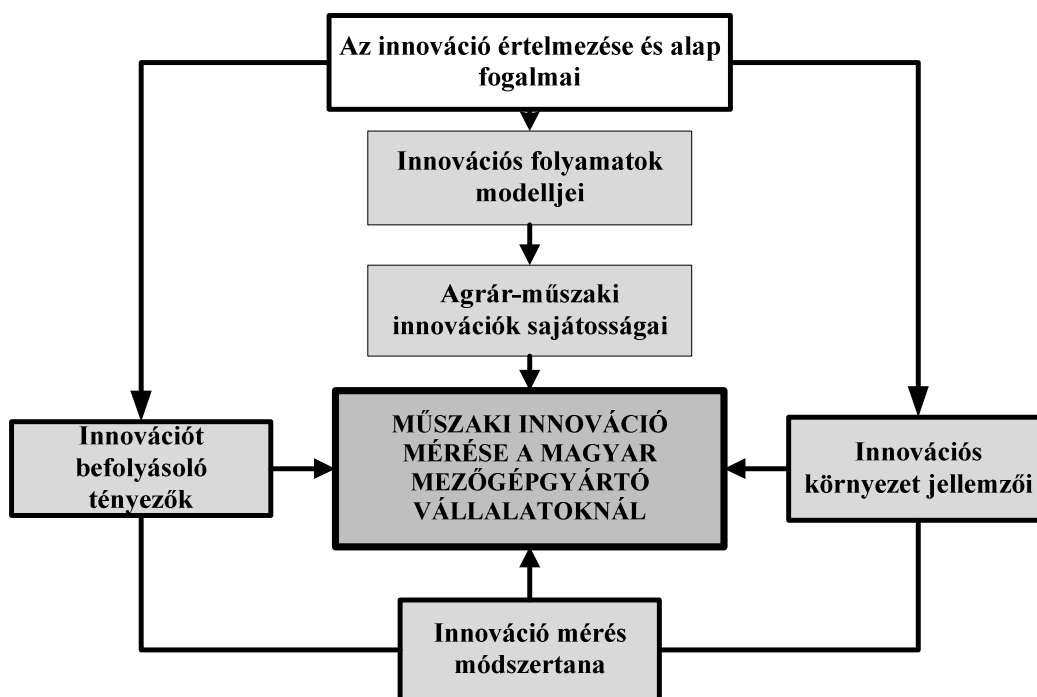 Az innováció értelmezése és alap
fogalmai
Innovációs folyamatok
modelljei
Agrár-műszaki
innovációk sajátosságai
Innovációt
befolyásoló
tényezők
MŰSZAKI INNOVÁCIÓ
MÉRÉSE A MAGYAR
MEZŐGÉPGYÁRTÓ
VÁLLALATOKNÁL
Innovációs
környezet jellemzői
Innováció mérés
módszertana